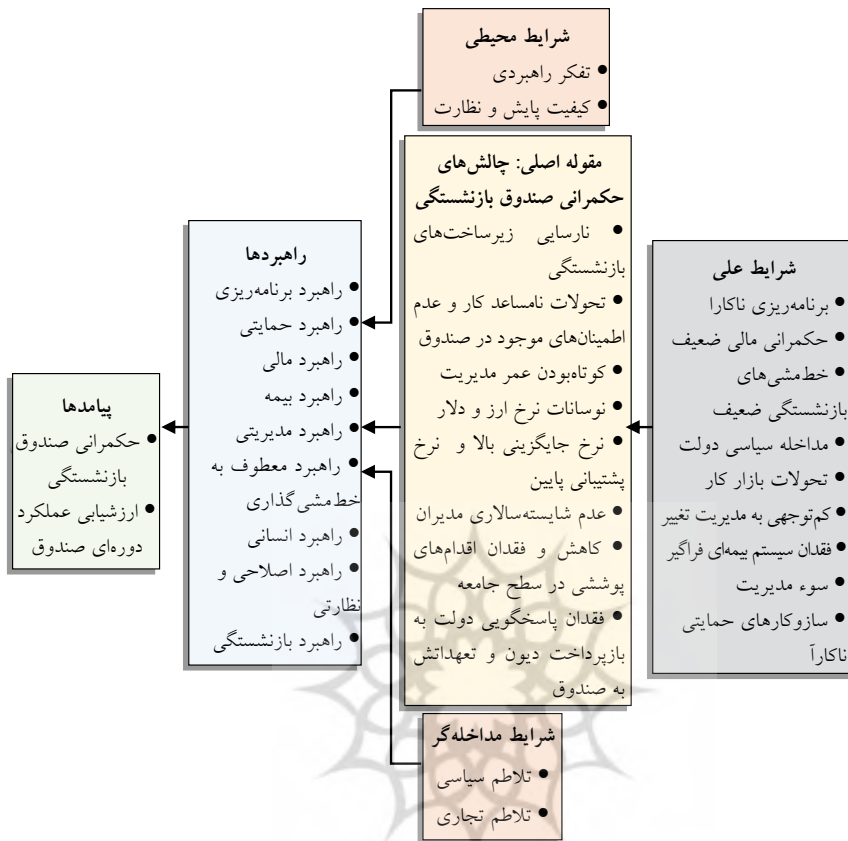 شرایط محیطی
● تفکر راهبردی
● کیفیت پایش و نظارت
شرایط علی
● برنامه‌ریزی ناکارا
● حکمرانی مالی ضعیف
● خط‌مشی‌های
بازنشستگی ضعیف
● مداخله سیاسی دولت
● تحولات بازار کار
● کم‌توجهی به مدیریت تغییر
● فقدان سیستم بیمه‌ای فراگیر
● سوء مدیریت
● سازوکارهای حمایتی
ناکارآ
مقوله اصلی: چالش‌های
حکمرانی صندوق بازنشستگی
● نارسایی زیرساخت‌های
بازنشستگی
● تحولات نامساعد کار و عدم
اطمینان‌های موجود در صندوق
● کوتاه‌بودن عمر مدیریت
● نوسانات نرخ ارز و دلار
● نرخ جایگزینی بالا و نرخ
پشتیبانی پایین
● عدم شایسته‌سالاری مدیران
● کاهش و فقدان اقدام‌های
پوششی در سطح جامعه
● فقدان پاسخگویی دولت به
بازپرداخت دیون و تعهداتش
به صندوق
شرایط مداخله‌گر
● تلاطم سیاسی
● تلاطم تجاری
راهبردها
● راهبرد برنامه‌ریزی
● راهبرد حمایتی
● راهبرد مالی
● راهبرد بیمه
● راهبرد مدیریتی
● راهبرد معطوف به
خط‌مشی‌گذاری
● راهبرد انسانی
● راهبرد اصلاحی و
نظارتی
● راهبرد بازنشستگی
پیامدها
● حکمرانی صندوق
بازنشستگی
● ارزشیابی عملکرد
دوره‌ای صندوق